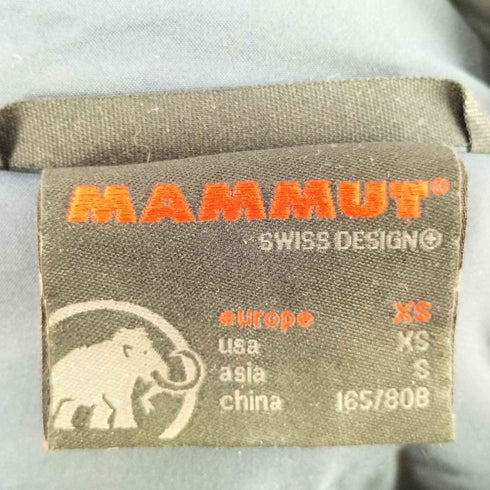 MAMMUT®
SWISS DESIGN
europe XS
usa XS
asia S
china 165/80B